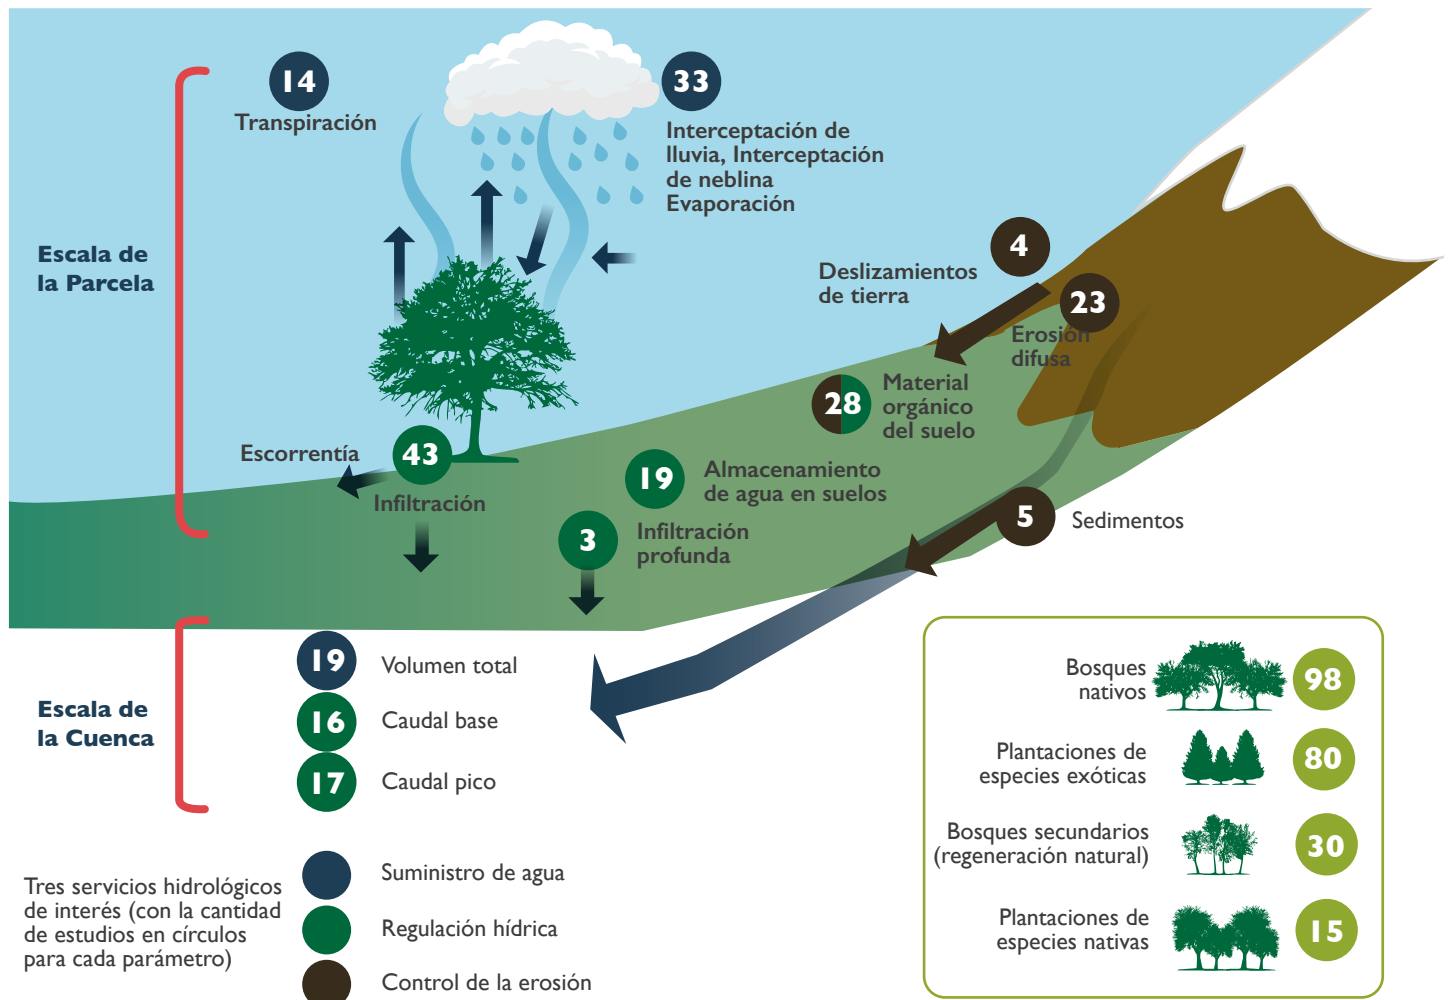 14
Transpiración
33
Interceptación de
lluvia, Interceptación
de neblina
Evaporación
Escala de
la Parcela
4
Deslizamientos
de tierra
23
Erosión
difusa
28
Material
orgánico
del suelo
Escorrentía
43
Infiltración
19
Almacenamiento
de agua en suelos
3
Infiltración
profunda
5
Sedimentos
Escala de
la Cuenca
19
Volumen total
16
Caudal base
17
Caudal pico
Tres servicios hidrológicos
de interés (con la cantidad
de estudios en círculos
para cada parámetro)
Suministro de agua
Regulación hídrica
Control de la erosión
Bosques
nativos
98
Plantaciones de
especies exóticas
80
Bosques secundarios
(regeneración natural)
30
Plantaciones de
especies nativas
15